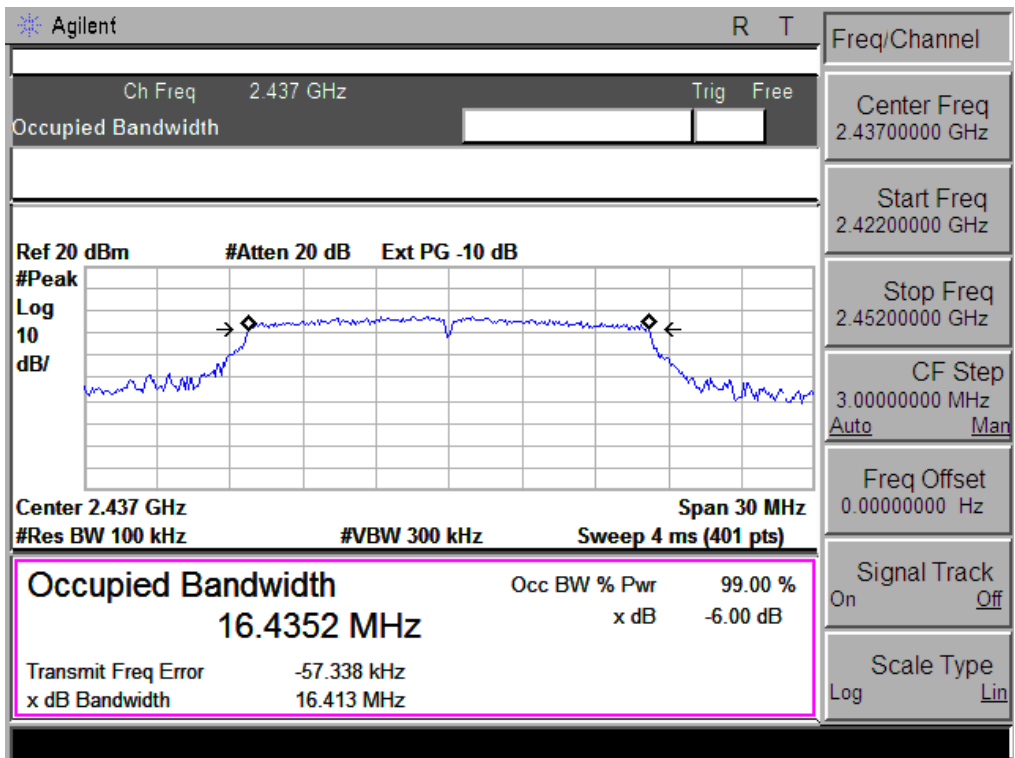 Agilent R T
Freq/Channel
Ch Freq 2.437 GHz Trig Free
Occupied Bandwidth
Center Freq
2.43700000 GHz
Start Freq
2.42200000 GHz
Ref 20 dBm #Atten 20 dB Ext PG -10 dB
#Peak
Log
10
dB/
Stop Freq
2.45200000 GHz
CF Step
3.00000000 MHz
Auto Man
Center 2.437 GHz Span 30 MHz
#Res BW 100 kHz #VBW 300 kHz Sweep 4 ms (401 pts)
Freq Offset
0.00000000 Hz
Occupied Bandwidth
16.4352 MHz
Occ BW % Pwr 99.00 %
x dB -6.00 dB
Transmit Freq Error -57.338 kHz
x dB Bandwidth 16.413 MHz
Signal Track
On Off
Scale Type
Log Lin